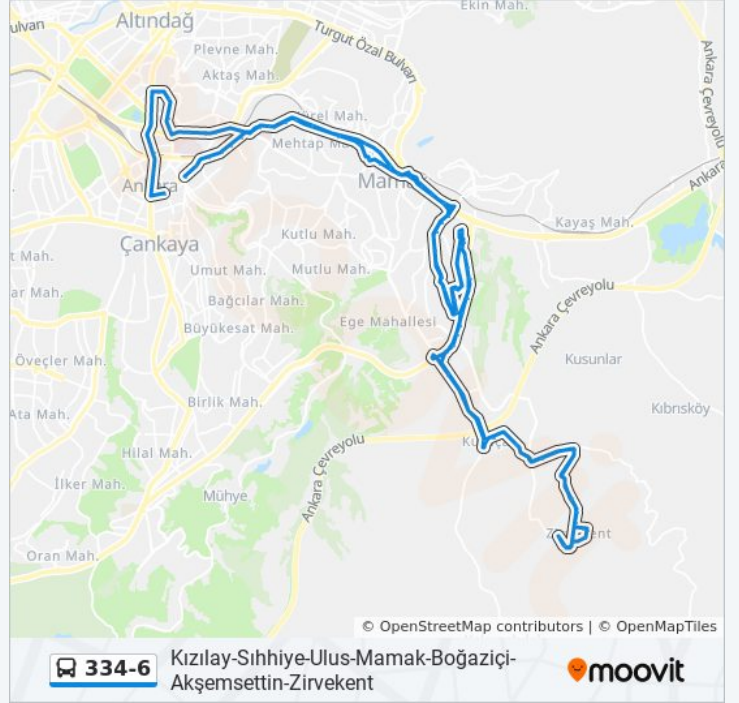 Ekin Mah.
ulvan
Altındağ
Turgut Özal Bulvarı
Plevne Mah.
Ankara Çevreyolu
Aktaş Mah.
Mehtap
Ankara
Kayaş Mah.
Kutlu Mah.
Çankaya
t Mah.
Umut Mah.
Mutlu Mah.
ar Mah.
Bağcılar Mah.
Ankara Çevreyolu
Büyükesat Mah.
Ege Mahallesi
Öveçler Mah.
Kusunlar
Birlik Mah.
Kıbrısköy
Ata Mah.
Hilal Mah.
Ankara Çevreyolu
İlker Mah.
Mühye
Oran Mah.
© OpenStreetMap contributors | © OpenMapTiles
334-6
Kızılay-Sıhhiye-Ulus-Mamak-Boğaziçi-
Akşemsettin-Zirvekent
moovit